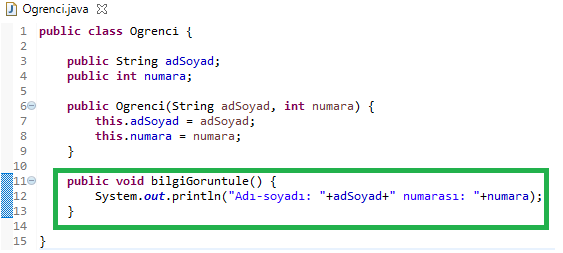 Ogrenci.java
1 public class Ogrenci {
2
3 public String adSoyad;
4 public int numara;
5
6 public Ogrenci(String adSoyad, int numara) {
7 this.adSoyad = adSoyad;
8 this.numara = numara;
9 }
10
11 public void bilgiGoruntule() {
12 System.out.println("Adı-soyadı: "+adSoyad+" numarası: "+numara);
13 }
14
15 }